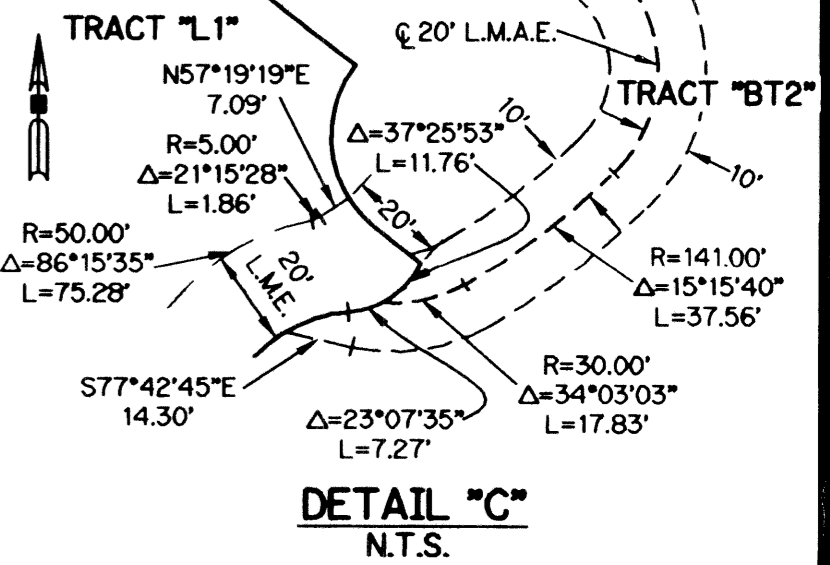 TRACT "L1"
℄ 20' L.M.A.E.
N57°19'19"E
7.09'
TRACT "BT2"
10'
R=5.00'
Δ=21°15'28"
L=1.86'
Δ=37°25'53"
L=11.76'
10'
20'
R=50.00'
Δ=86°15'35"
L=75.28'
20'
L.M.E.
R=141.00'
Δ=15°15'40"
L=37.56'
S77°42'45"E
14.30'
R=30.00'
Δ=34°03'03"
L=17.83'
Δ=23°07'35"
L=7.27'
DETAIL "C"
N.T.S.